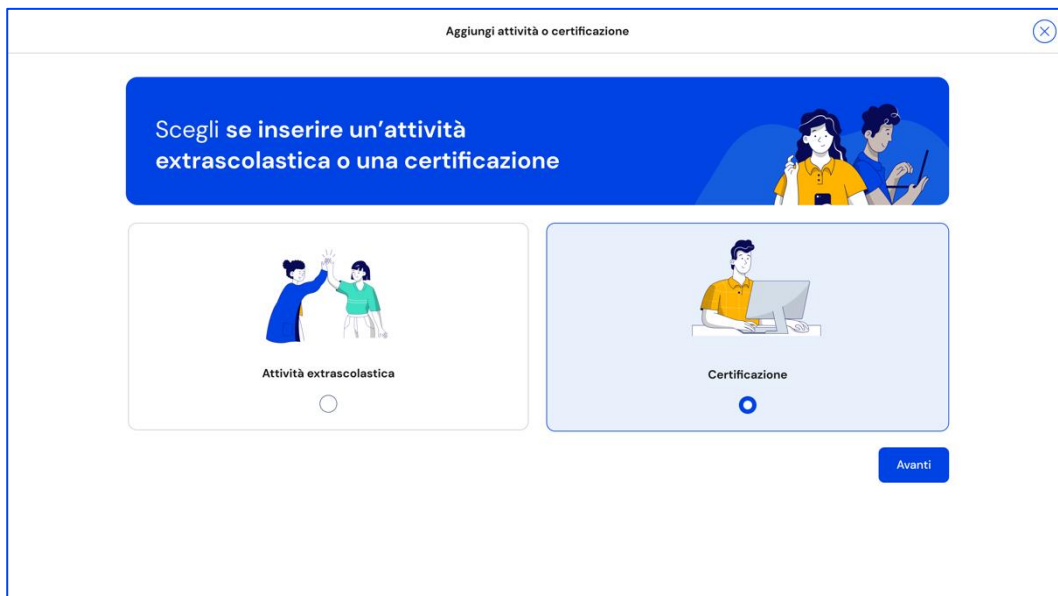 Aggiungi attività o certificazione
Scegli se inserire un’attività
extrascolastica o una certificazione
Attività extrascolastica
Certificazione
Avanti